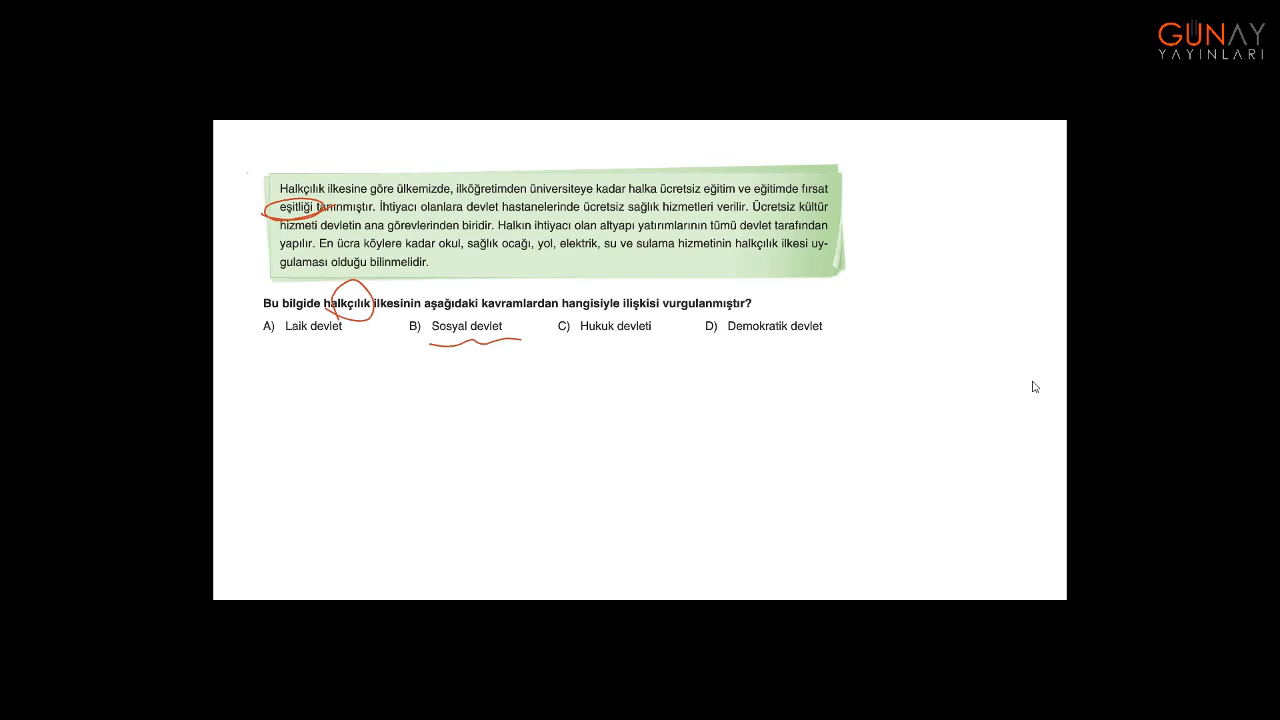 GÜNAY
YAYINLARI
Halkçılık ilkesine göre ülkemizde, ilköğretimden üniversiteye kadar halka ücretsiz eğitim ve eğitimde fırsat
eşitliği tanınmıştır. İhtiyacı olanlara devlet hastanelerinde ücretsiz sağlık hizmetleri verilir. Ücretsiz kültür
hizmeti devletin ana görevlerinden biridir. Halkın ihtiyacı olan altyapı yatırımlarının tümü devlet tarafından
yapılır. En ücra köylere kadar okul, sağlık ocağı, yol, elektrik, su ve sulama hizmetinin halkçılık ilkesi uy-
gulaması olduğu bilinmelidir.
Bu bilgide halkçılık ilkesinin aşağıdaki kavramlardan hangisiyle ilişkisi vurgulanmıştır?
A) Laik devlet B) Sosyal devlet C) Hukuk devleti D) Demokratik devlet